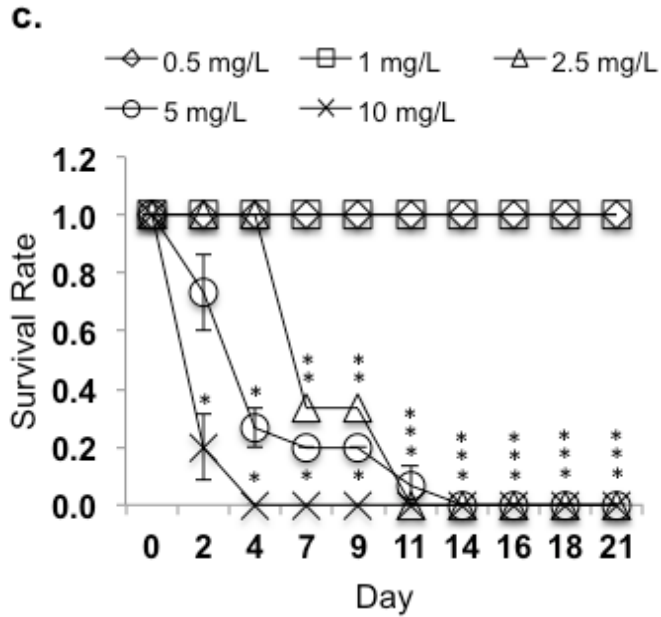 c.
0.5 mg/L 1 mg/L 2.5 mg/L
5 mg/L 10 mg/L
1.2
1.0
0.8
0.6
0.4
0.2
0.0
Survival Rate
* * * * * * * * * * * * * * * * * * * * * * * *
0 2 4 7 9 11 14 16 18 21
Day